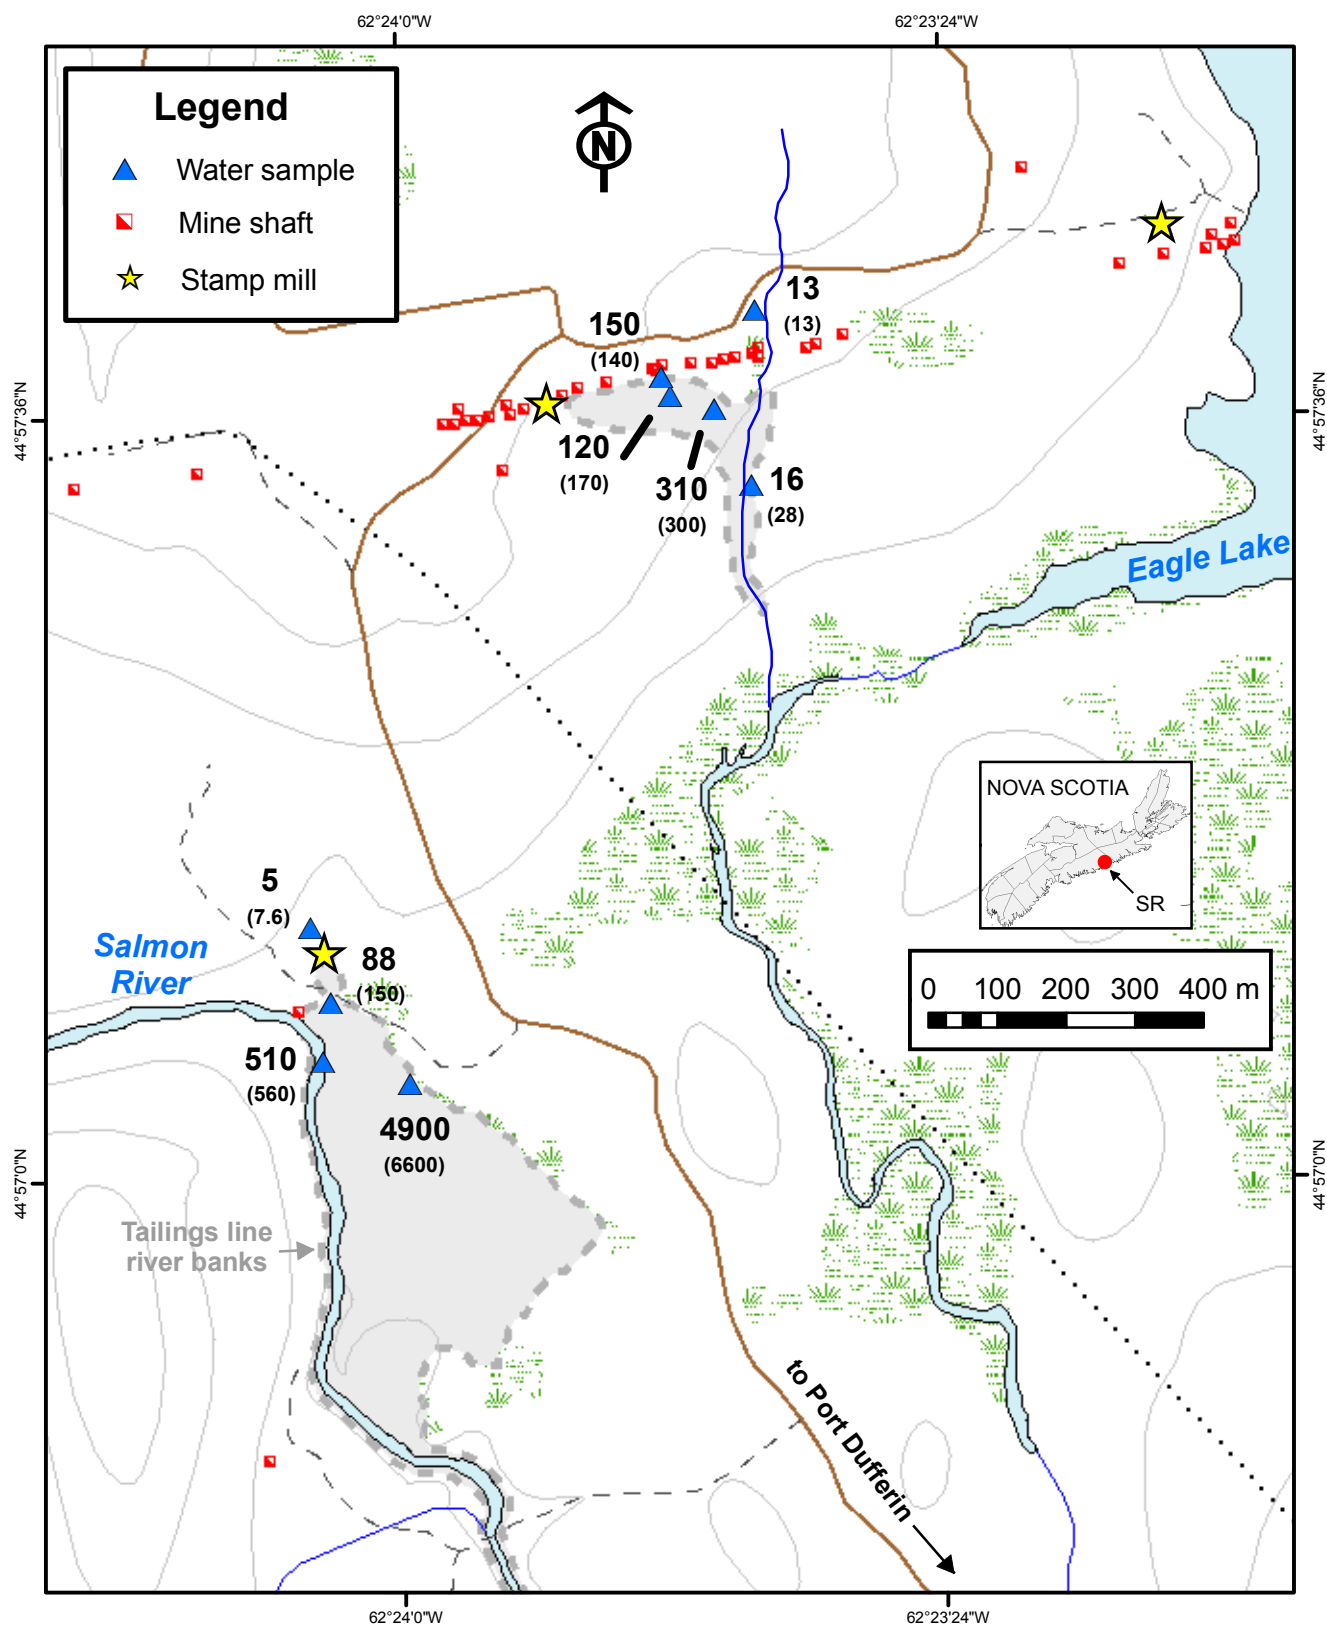 62°24'0"W
62°23'24"W
Legend
Water sample
Mine shaft
Stamp mill
N
13
(13)
150
(140)
44°57'36"N
44°57'36"N
120
(170)
310
(300)
16
(28)
Eagle Lake
NOVA SCOTIA
SR
5
(7.6)
Salmon
River
88
(150)
0 100 200 300 400 m
510
(560)
4900
(6600)
44°57'0"N
44°57'0"N
Tailings line
river banks
to Port Dufferin
62°24'0"W
62°23'24"W